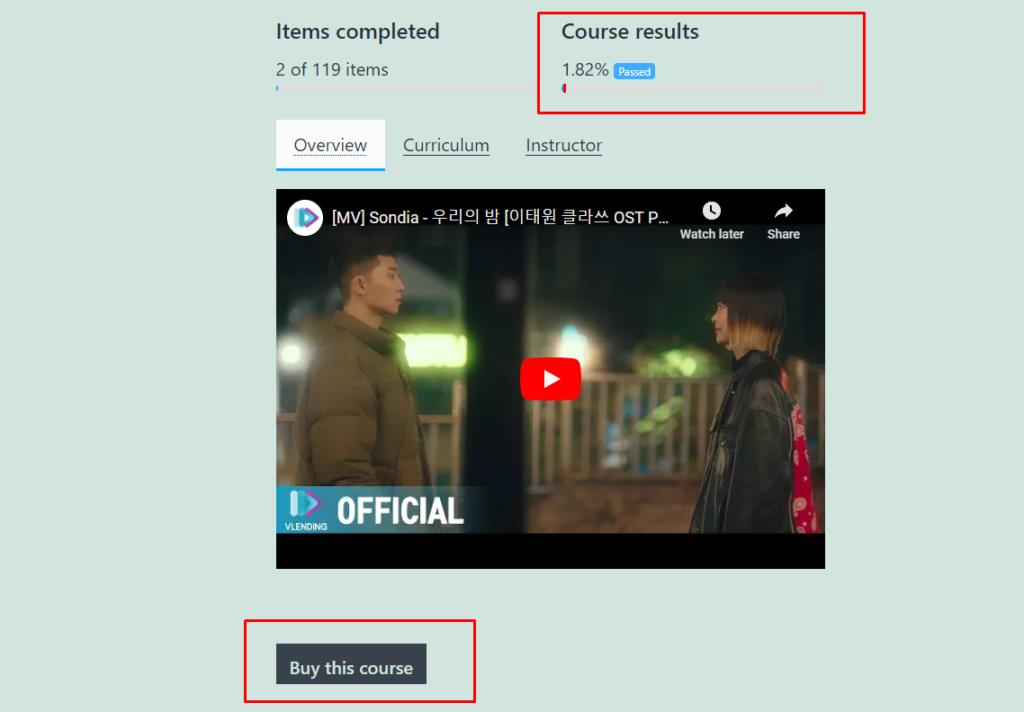 Items completed
Course results
2 of 119 items
1.82% Passed
Overview
Curriculum
Instructor
[MV] Sondia - 우리의 밤 [이태원 클라쓰 OST P...
Watch later
Share
VLENDING
OFFICIAL
Buy this course